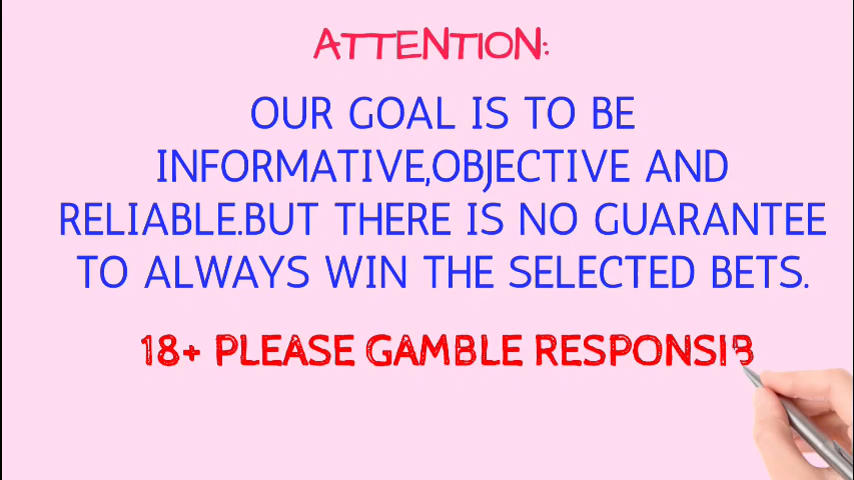 ATTENTION:
OUR GOAL IS TO BE
INFORMATIVE,OBJECTIVE AND
RELIABLE.BUT THERE IS NO GUARANTEE
TO ALWAYS WIN THE SELECTED BETS.
18+ PLEASE GAMBLE RESPONSIB